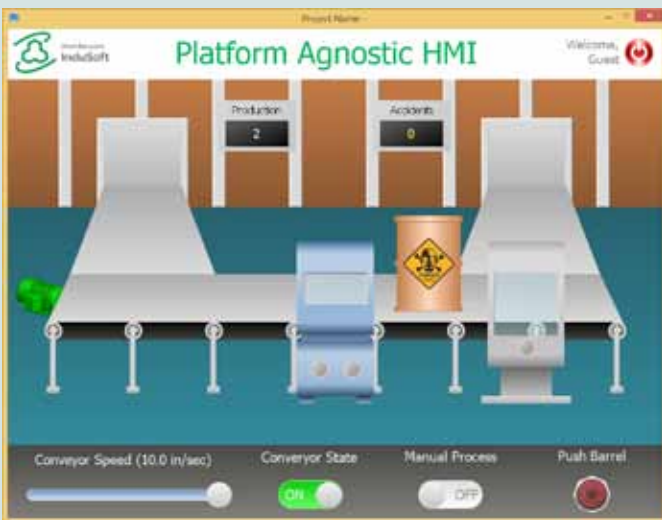 Project Name
InduSoft
Platform Agnostic HMI
Welcome,
Guest
Production
2
Accidents
0
Conveyor Speed (10.0 in/sec)
Converyor State
Manual Process
Push Barrel
ON
OFF